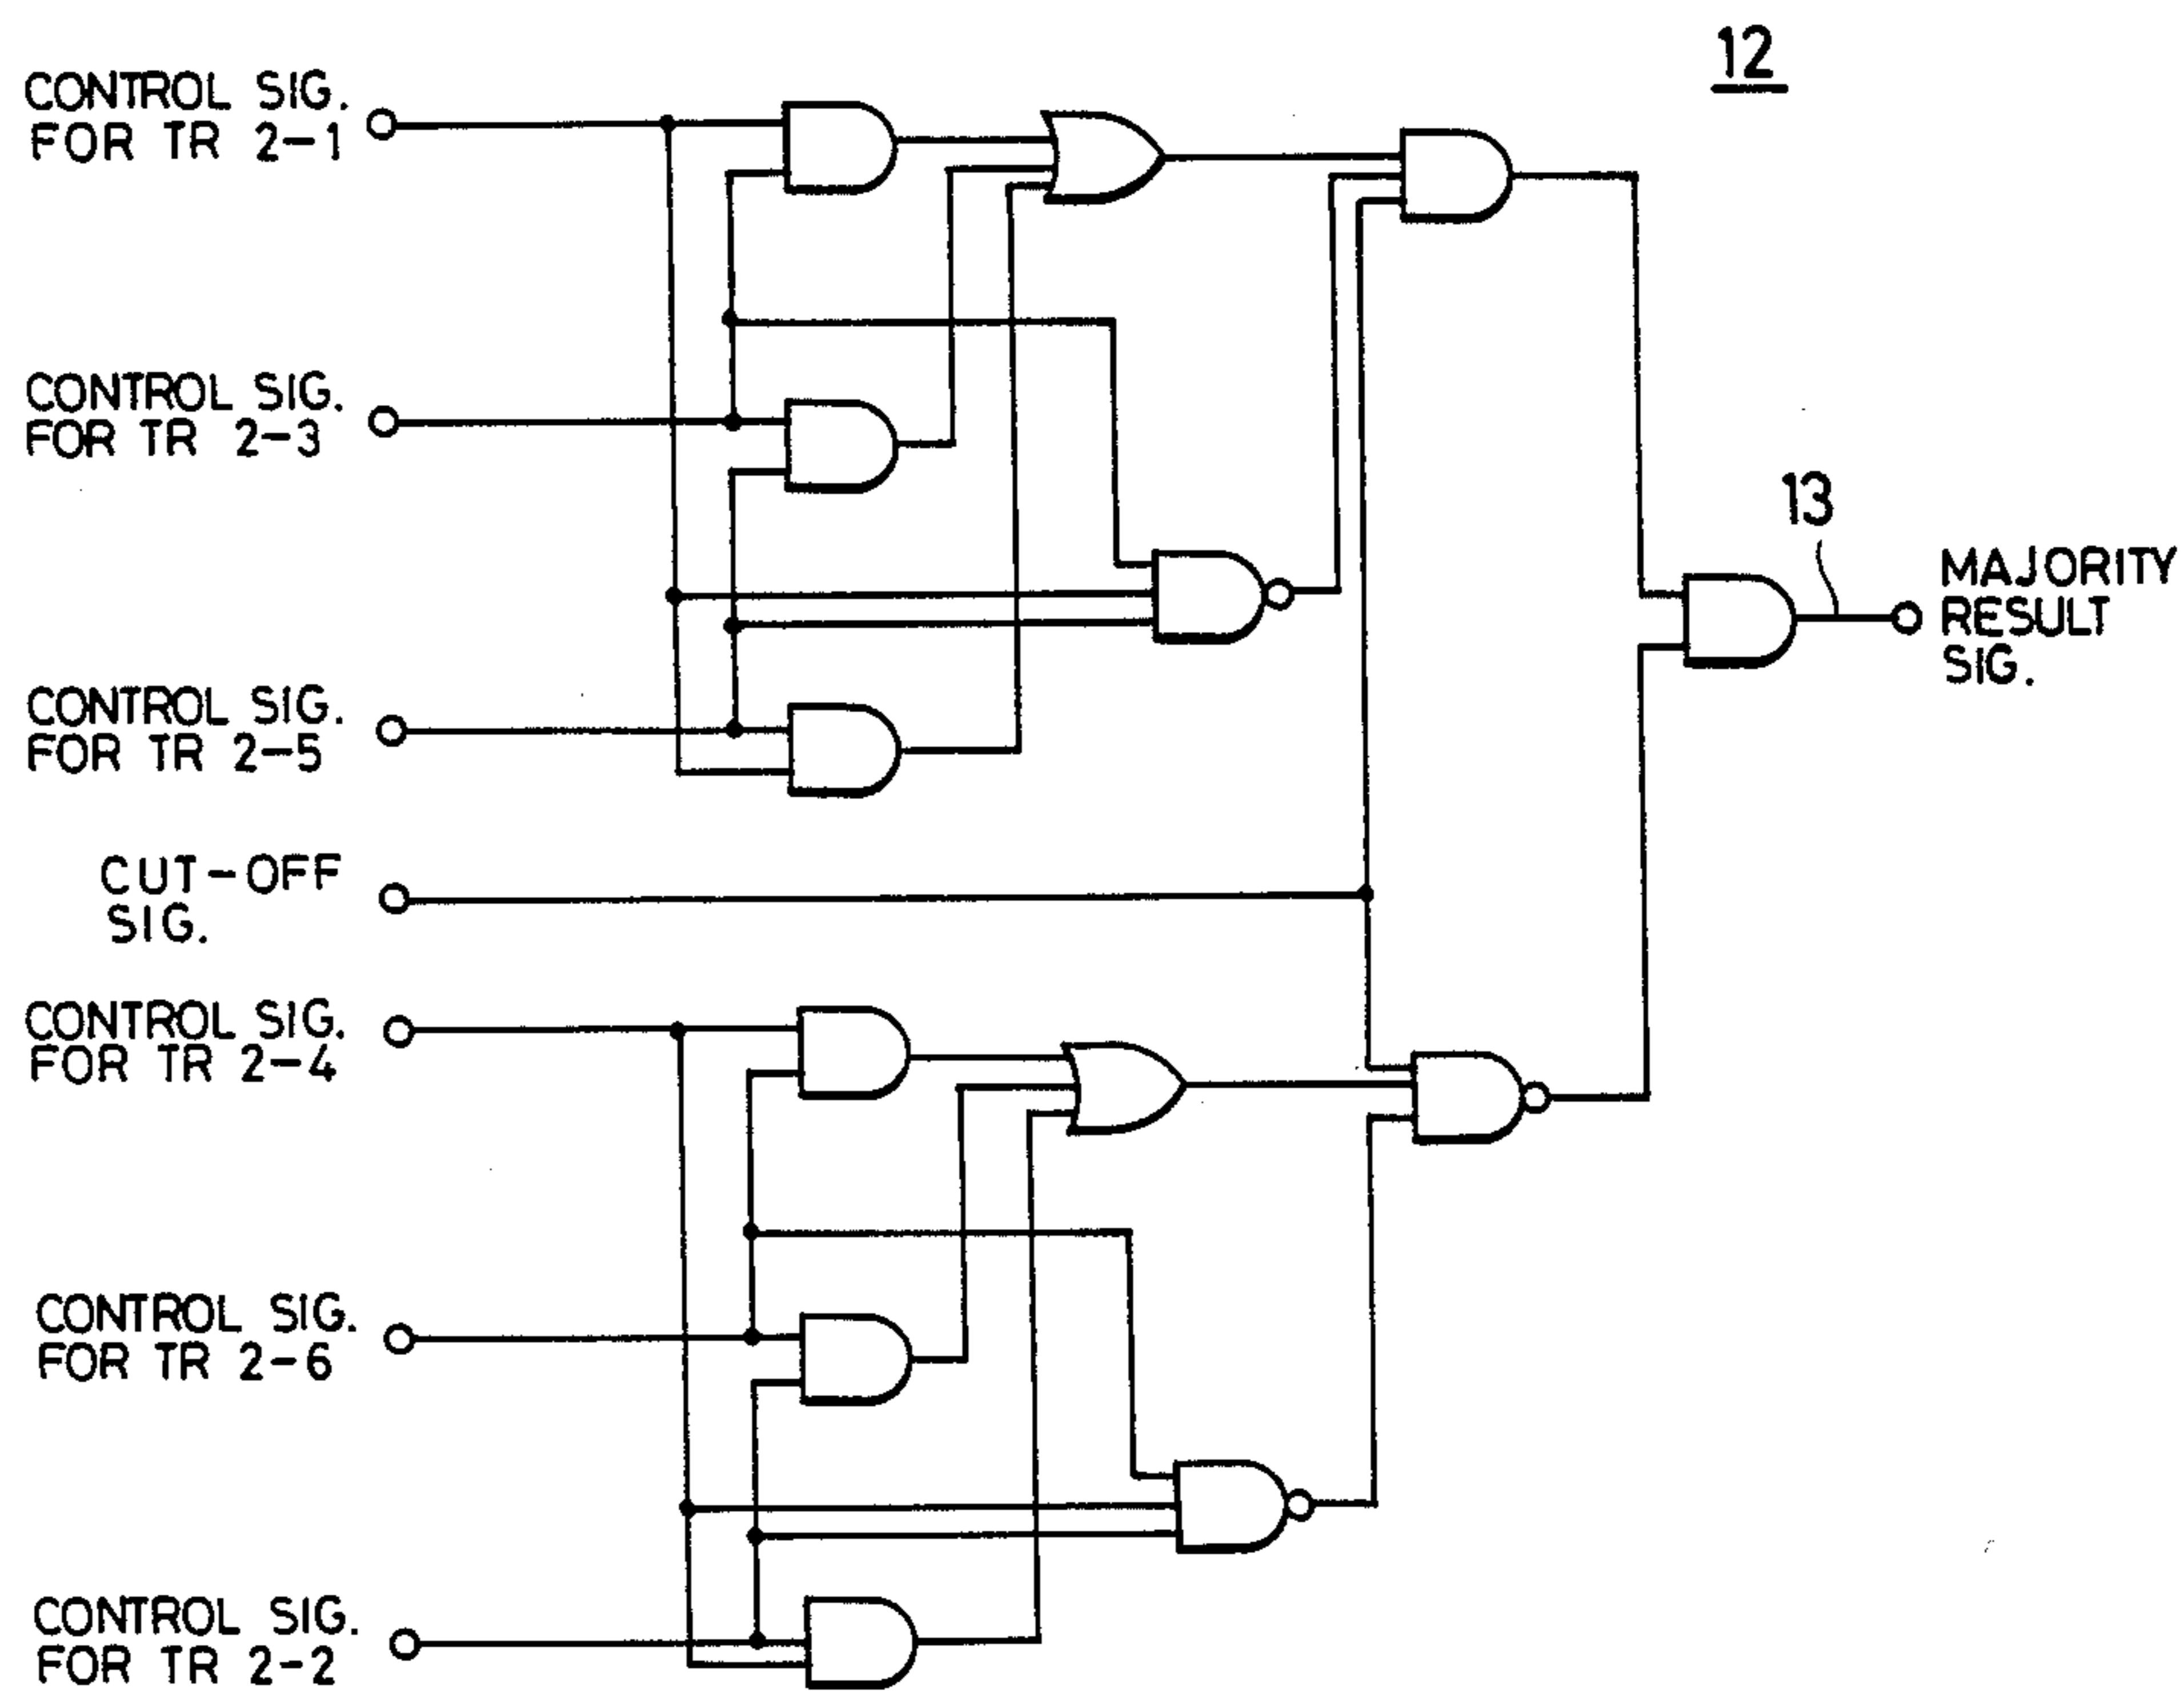 12
CONTROL SIG.
FOR TR 2-1
CONTROL SIG.
FOR TR 2-3
13
MAJORITY
RESULT
SIG.
CONTROL SIG.
FOR TR 2-5
CUT-OFF
SIG.
CONTROL SIG.
FOR TR 2-4
CONTROL SIG.
FOR TR 2-6
CONTROL SIG.
FOR TR 2-2